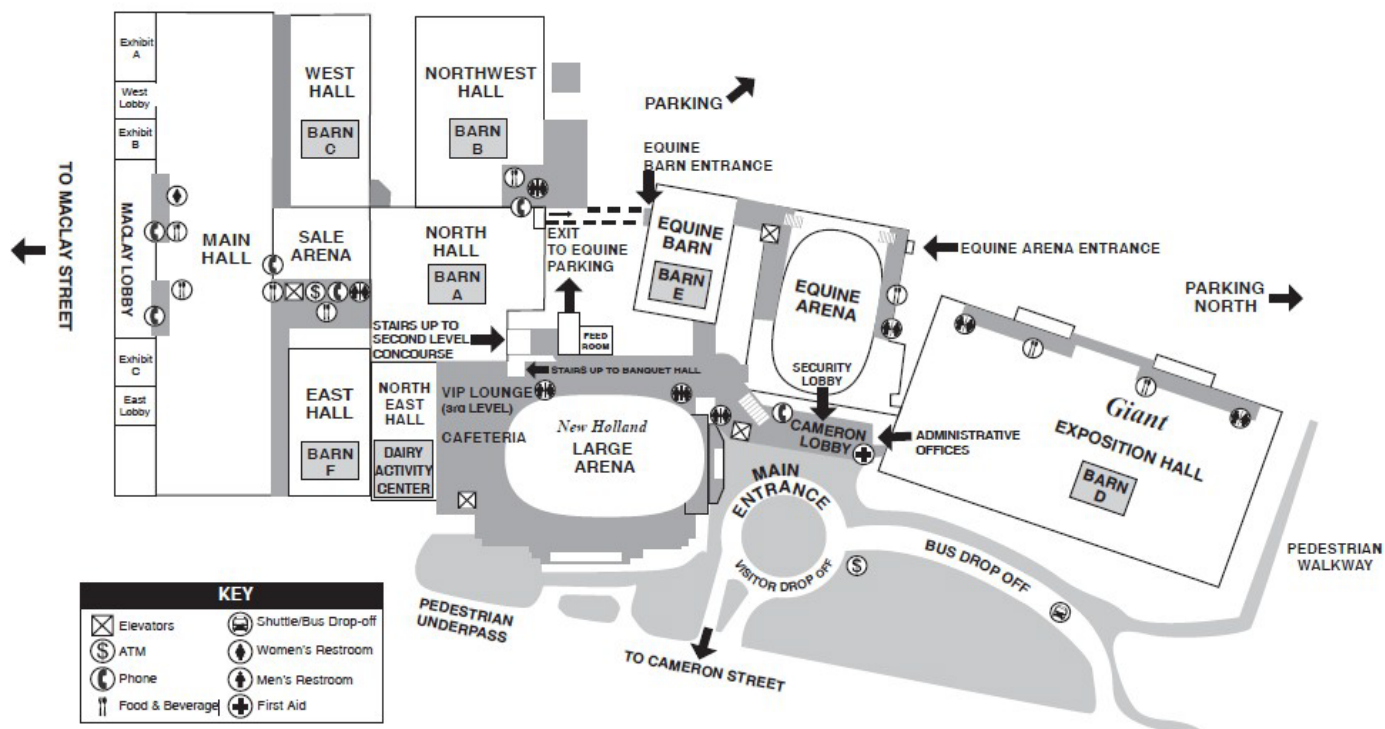 Exhibit
A
West
Lobby
Exhibit
B
MACLAY LOBBY
Exhibit
C
East
Lobby
TO MACLAY STREET
MAIN
HALL
WEST
HALL
BARN
C
NORTHWEST
HALL
BARN
B
SALE
ARENA
NORTH
HALL
BARN
A
EXIT
TO EQUINE
PARKING
PARKING
EQUINE
BARN ENTRANCE
EQUINE
BARN
BARN
E
EQUINE
ARENA
EQUINE ARENA ENTRANCE
PARKING
NORTH
STAIRS UP TO
SECOND LEVEL
CONCOURSE
FEED
ROOM
STAIRS UP TO BANQUET HALL
EAST
HALL
BARN
F
NORTH
EAST
HALL
DAIRY
ACTIVITY
CENTER
VIP LOUNGE
(3rd LEVEL)
CAFETERIA
New Holland
LARGE
ARENA
SECURITY
LOBBY
CAMERON
LOBBY
ADMINISTRATIVE
OFFICES
Giant
EXPOSITION HALL
BARN
D
MAIN
ENTRANCE
VISITOR DROP OFF
$
BUS DROP OFF
PEDESTRIAN
WALKWAY
PEDESTRIAN
UNDERPASS
TO CAMERON STREET
KEY
Elevators
$ ATM
Phone
Food & Beverage
Shuttle/Bus Drop-off
Women's Restroom
Men's Restroom
First Aid
$